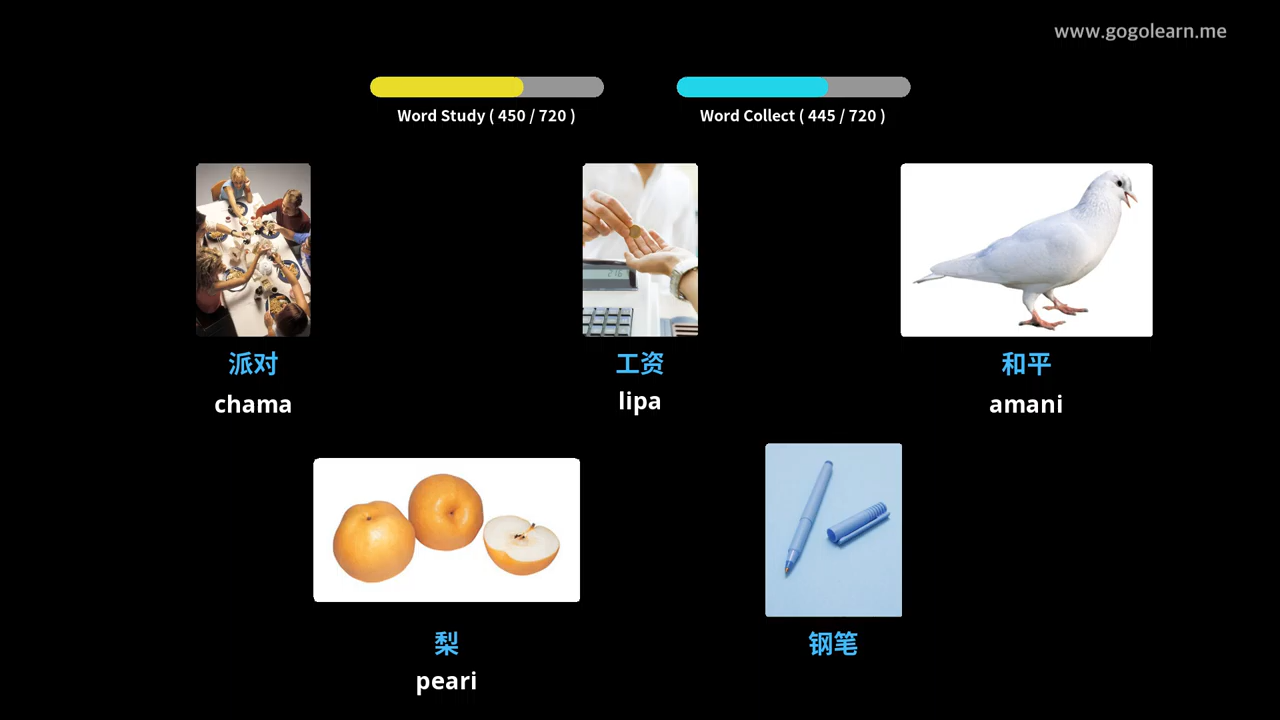 www.gogolearn.me
Word Study ( 450 / 720 )
Word Collect ( 445 / 720 )
派对
chama
工资
lipa
和平
amani
梨
peari
钢笔